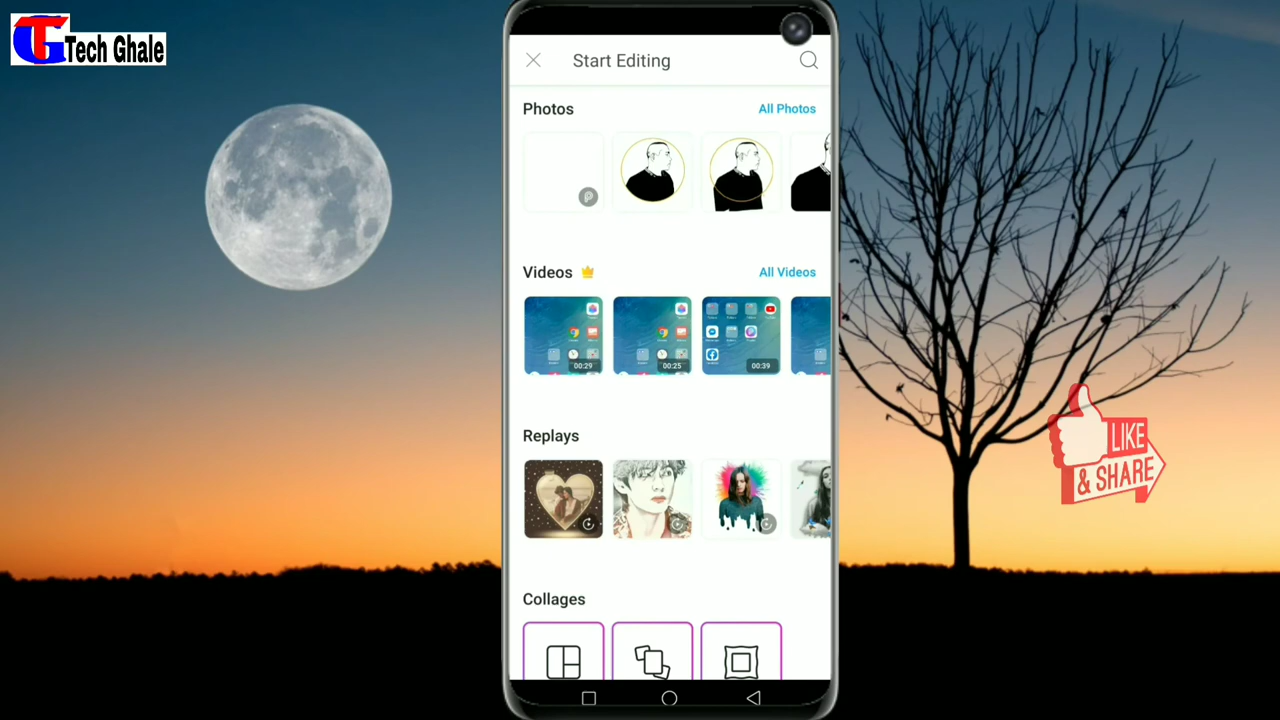 Tech Ghale
Start Editing
Photos
All Photos
Videos
All Videos
00:29
00:25
00:39
Replays
Collages
LIKE
& SHARE